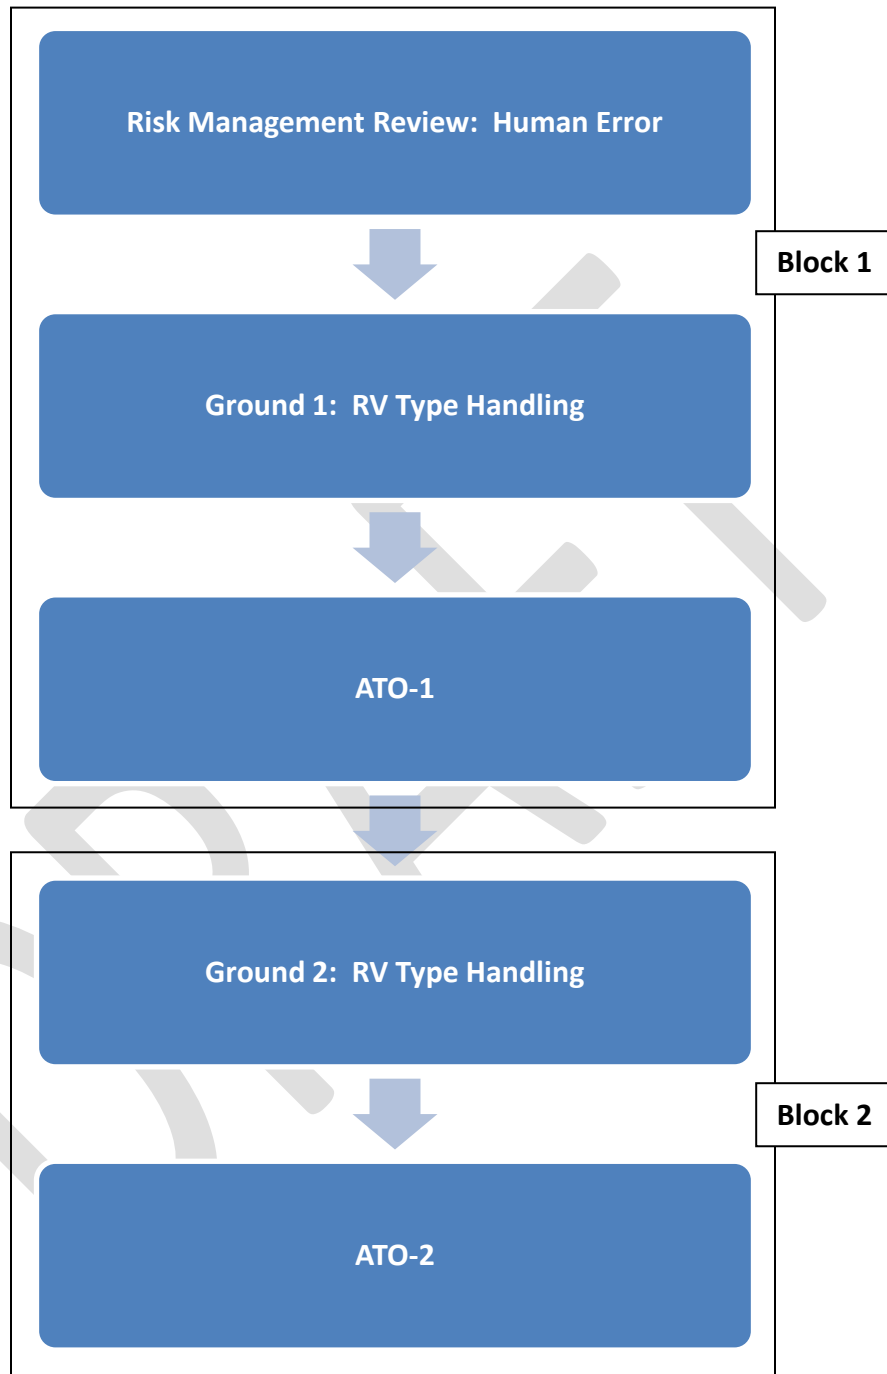 Risk Management Review:  Human Error
Block 1
Ground 1:  RV Type Handling
ATO-1
Ground 2:  RV Type Handling
Block 2
ATO-2